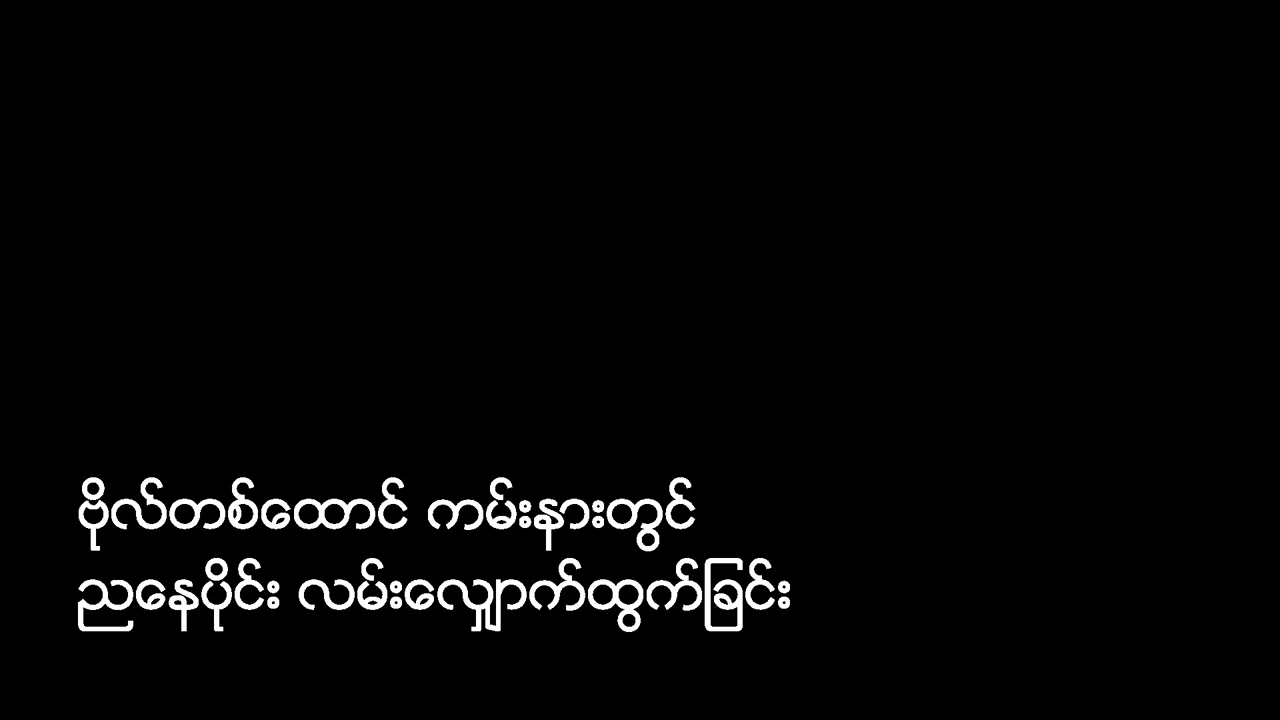 ဗိုလ်တစ်ထောင် ကမ်းနားတွင်
ညနေပိုင်း လမ်းလျှောက်ထွက်ခြင်း